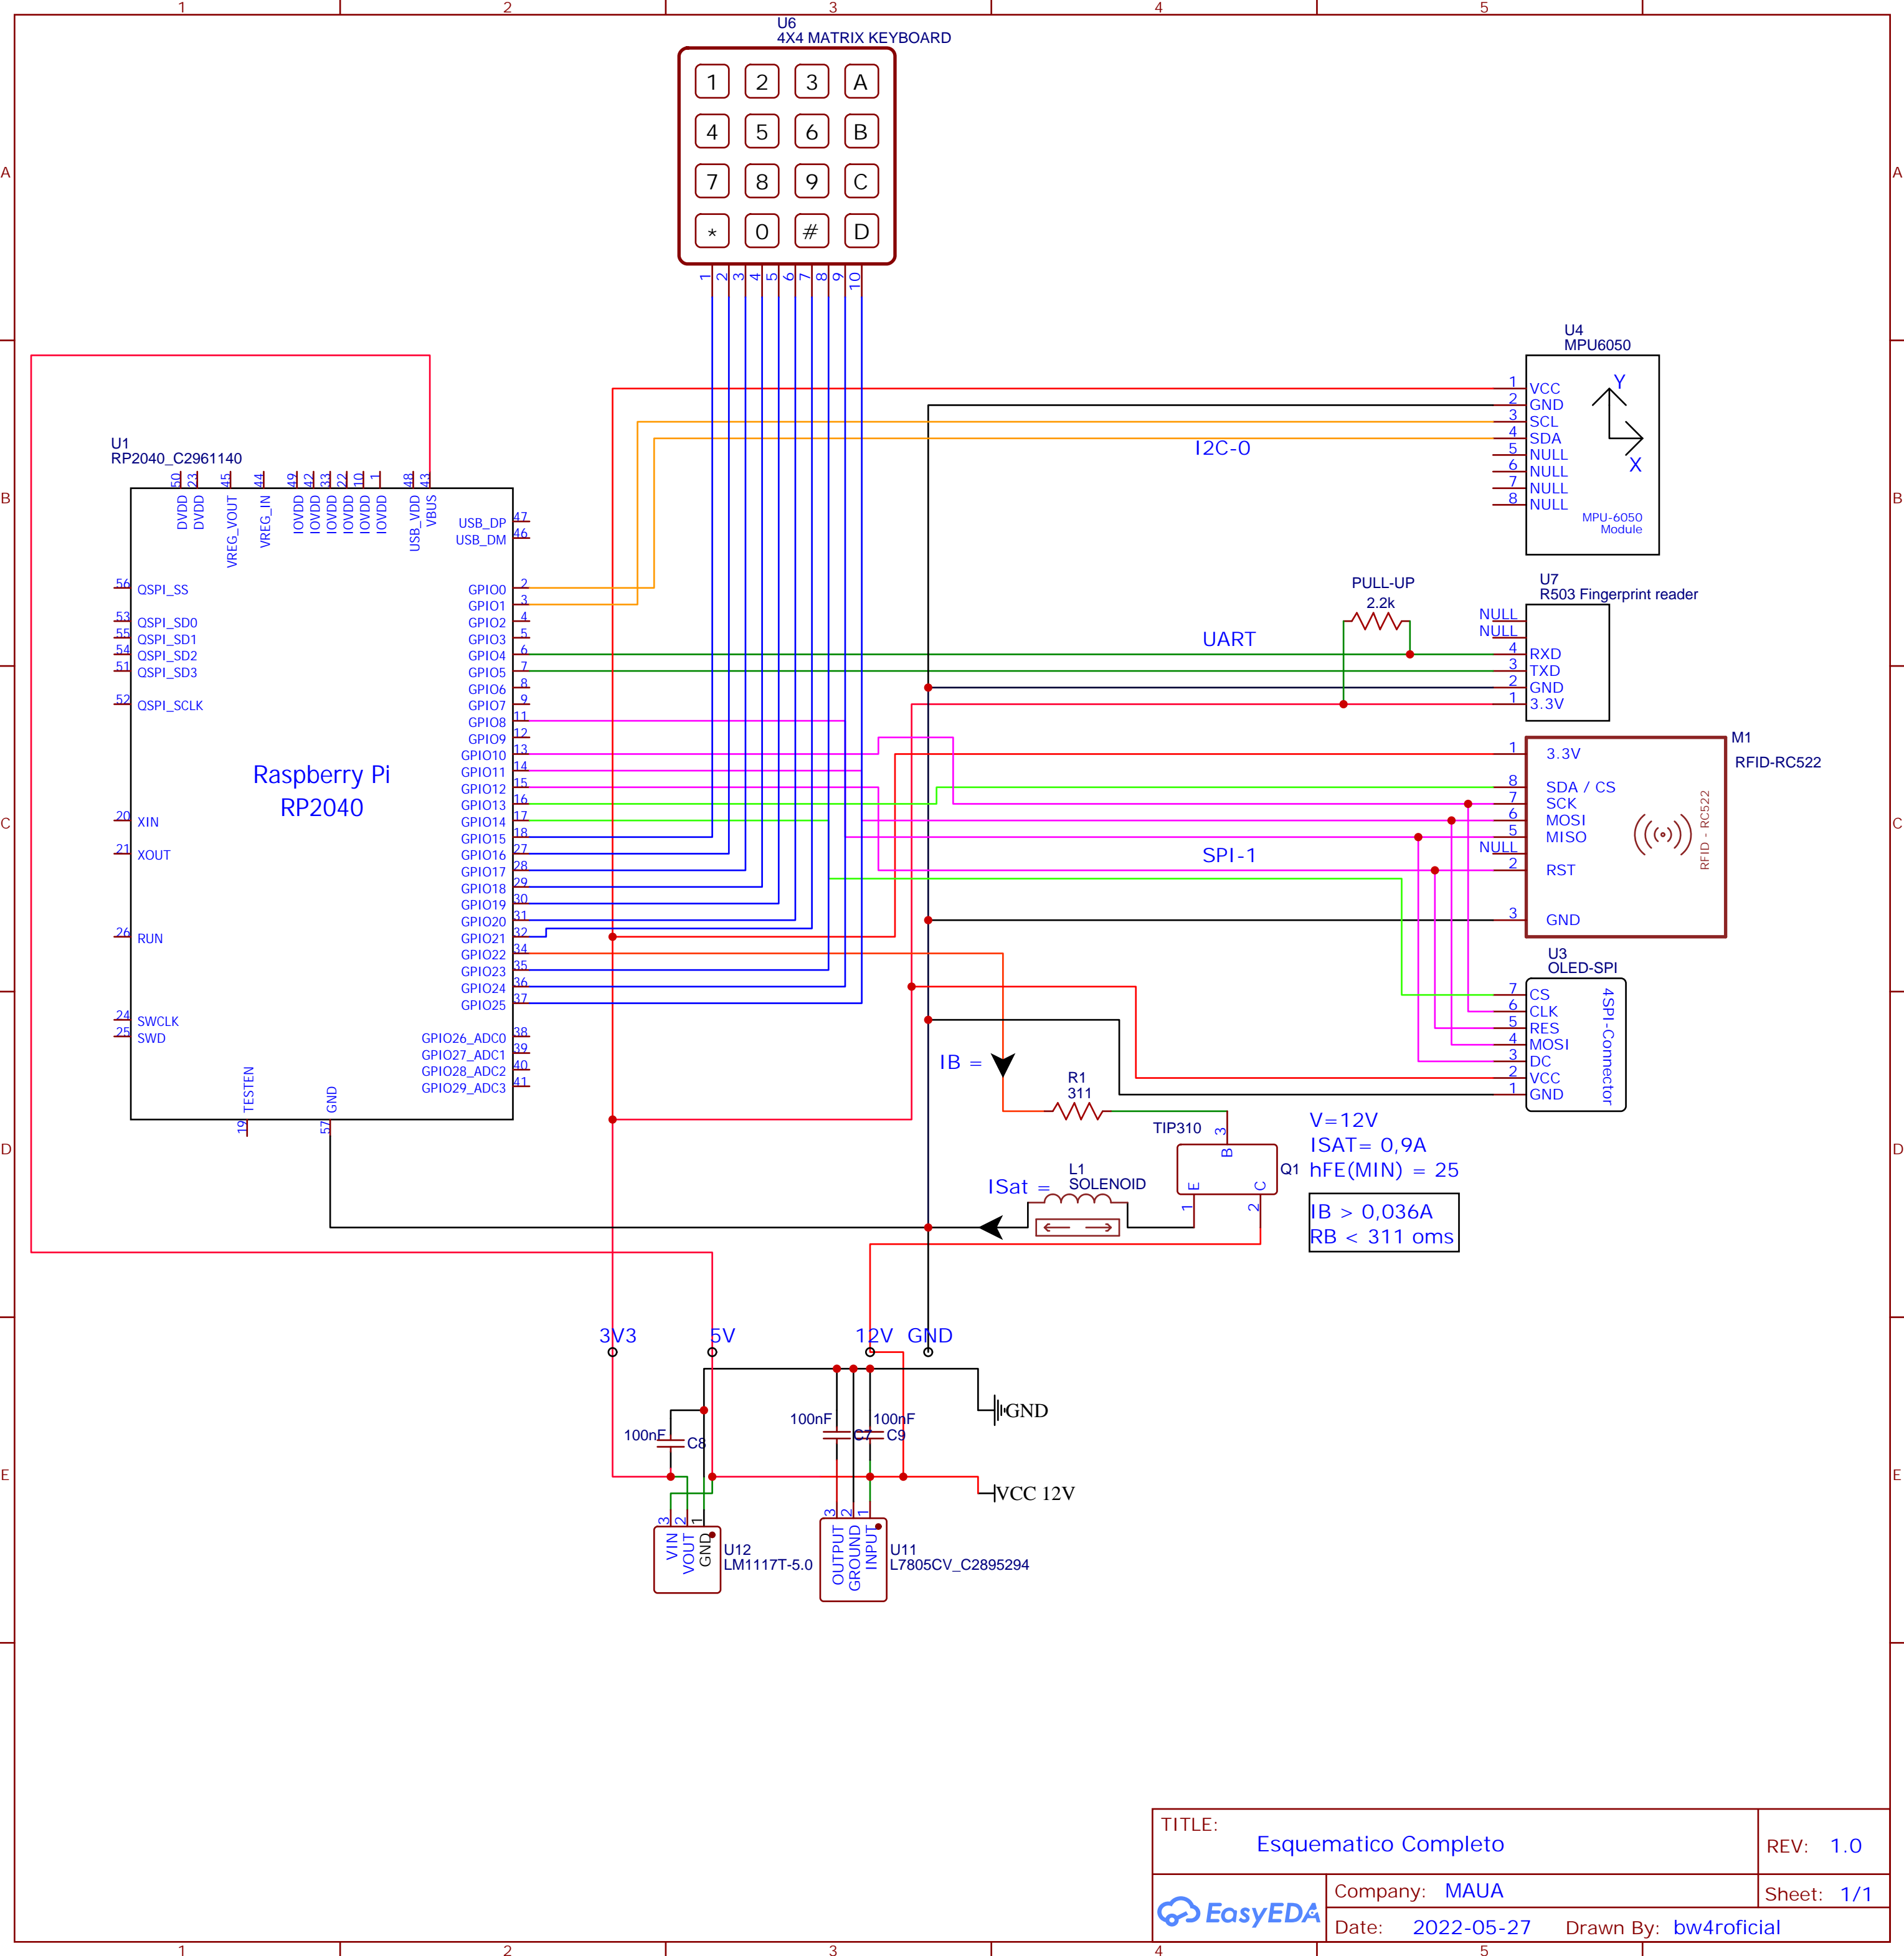 1 2 3 4 5
U6
4X4 MATRIX KEYBOARD
1 2 3 A
4 5 6 B
7 8 9 C
* 0 # D
1 2 3 4 5 6 7 8 9 10
A A
B B
C C
D D
E E
U4
MPU6050
1 VCC
2 GND
3 SCL
4 SDA
5 NULL
6 NULL
7 NULL
8 NULL
Y
X
MPU-6050
Module
I2C-0
U1
RP2040_C2961140
50 DVDD
23 DVDD
45 VREG_VOUT
44 VREG_IN
49 IOVDD
42 IOVDD
33 IOVDD
22 IOVDD
10 IOVDD
1 IOVDD
48 USB_VDD
43 VBUS
USB_DP 47
USB_DM 46
56 QSPI_SS
53 QSPI_SD0
55 QSPI_SD1
54 QSPI_SD2
51 QSPI_SD3
52 QSPI_SCLK
20 XIN
21 XOUT
26 RUN
24 SWCLK
25 SWD
Raspberry Pi
RP2040
GPIO0 2
GPIO1 3
GPIO2 4
GPIO3 5
GPIO4 6
GPIO5 7
GPIO6 8
GPIO7 9
GPIO8 11
GPIO9 12
GPIO10 13
GPIO11 14
GPIO12 15
GPIO13 16
GPIO14 17
GPIO15 18
GPIO16 27
GPIO17 28
GPIO18 29
GPIO19 30
GPIO20 31
GPIO21 32
GPIO22 34
GPIO23 35
GPIO24 36
GPIO25 37
GPIO26_ADC0 38
GPIO27_ADC1 39
GPIO28_ADC2 40
GPIO29_ADC3 41
TESTEN 19
GND 57
PULL-UP
2.2k
UART
U7
R503 Fingerprint reader
NULL
NULL
4 RXD
3 TXD
2 GND
1 3.3V
M1
RFID-RC522
1 3.3V
8 SDA / CS
7 SCK
6 MOSI
5 MISO
NULL
2 RST
3 GND
RFID - RC522
SPI-1
U3
OLED-SPI
7 CS
6 CLK
5 RES
4 MOSI
3 DC
2 VCC
1 GND
4SPI-Connector
IB =
R1
311
TIP310
3 B
1 E
2 C
Q1
V=12V
ISAT= 0,9A
hFE(MIN) = 25
IB > 0,036A
RB < 311 oms
ISat =
L1
SOLENOID
3V3 5V 12V GND
GND
100nF C8
100nF C7
100nF C9
VCC 12V
3 VIN
2 VOUT
1 GND
U12
LM1117T-5.0
3 OUTPUT
2 GROUND
1 INPUT
U11
L7805CV_C2895294
TITLE:
Esquematico Completo
REV: 1.0
EasyEDA
Company: MAUA
Sheet: 1/1
Date: 2022-05-27 Drawn By: bw4roficial
1 2 3 4 5